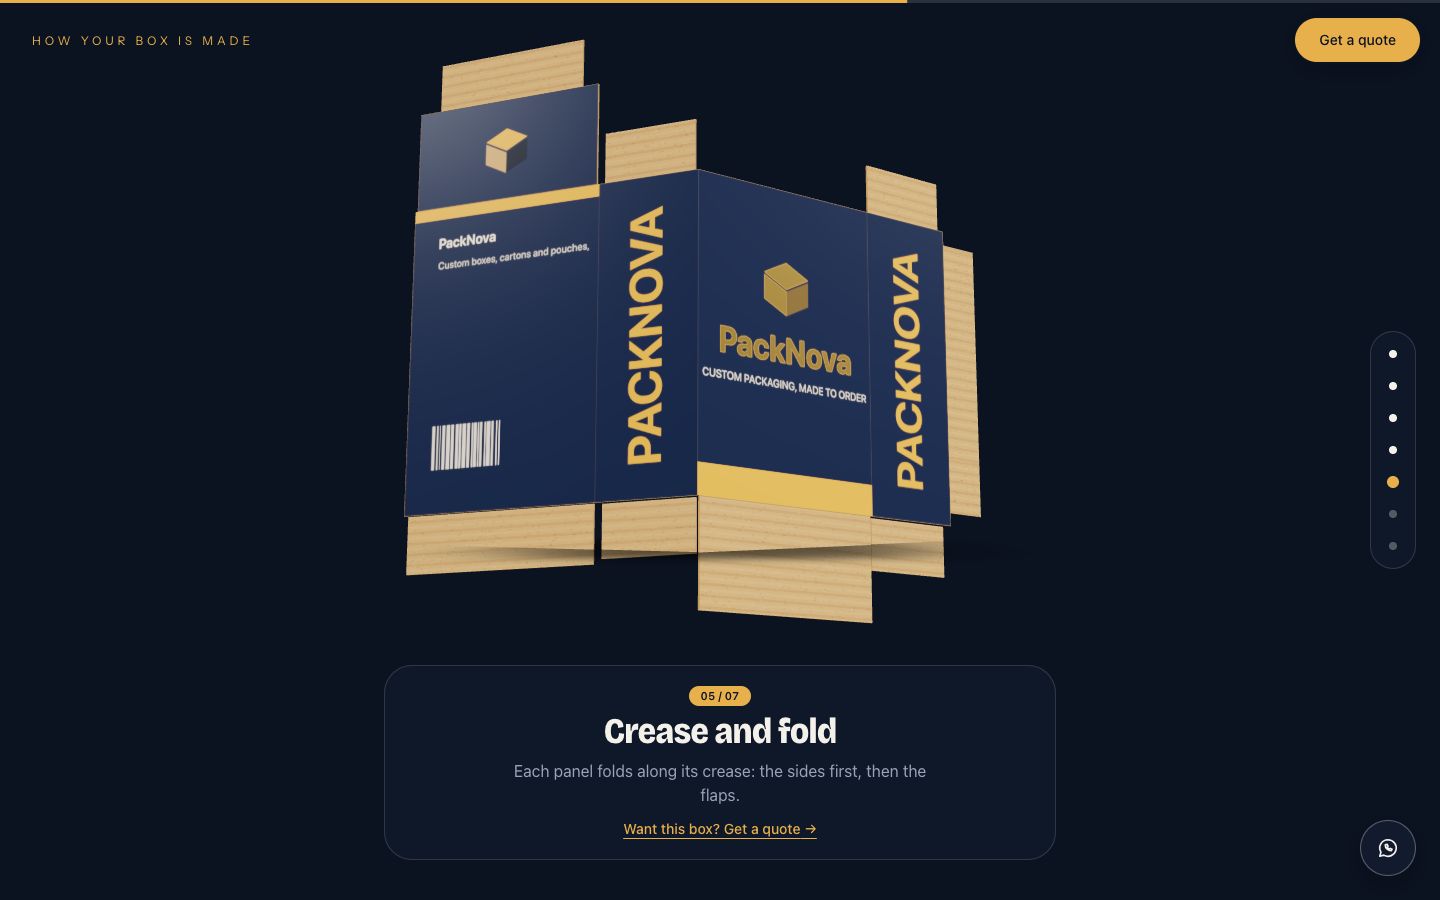 HOW YOUR BOX IS MADE
Get a quote
PackNova
Custom boxes, cartons and pouches,
PACKNOVA
PackNova
CUSTOM PACKAGING, MADE TO ORDER
PACKNOVA
05 / 07
Crease and fold
Each panel folds along its crease: the sides first, then the
flaps.
Want this box? Get a quote →